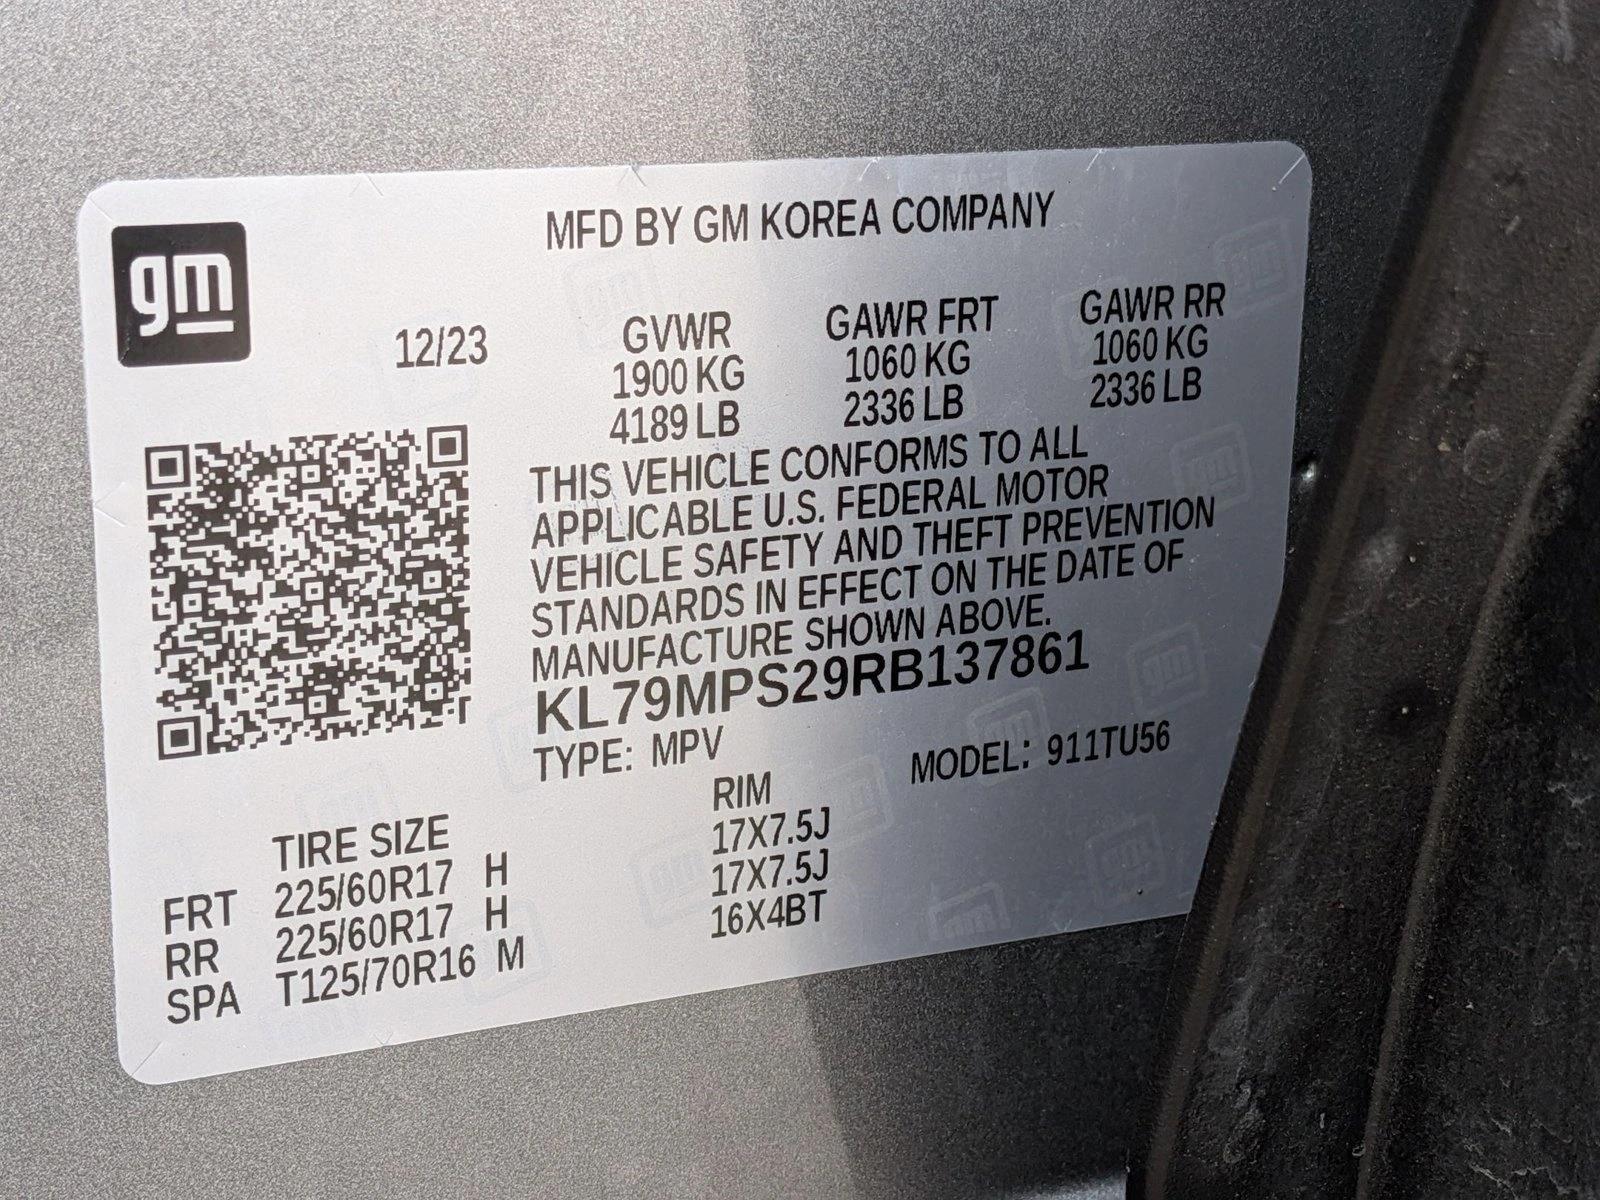 gm
MFD BY GM KOREA COMPANY
12/23
GVWR GAWR FRT GAWR RR
1900 KG 1060 KG 1060 KG
4189 LB 2336 LB 2336 LB
THIS VEHICLE CONFORMS TO ALL
APPLICABLE U.S. FEDERAL MOTOR
VEHICLE SAFETY AND THEFT PREVENTION
STANDARDS IN EFFECT ON THE DATE OF
MANUFACTURE SHOWN ABOVE.
KL79MPS29RB137861
TYPE: MPV MODEL: 911TU56
TIRE SIZE RIM
FRT 225/60R17 H 17X7.5J
RR 225/60R17 H 17X7.5J
SPA T125/70R16 M 16X4BT